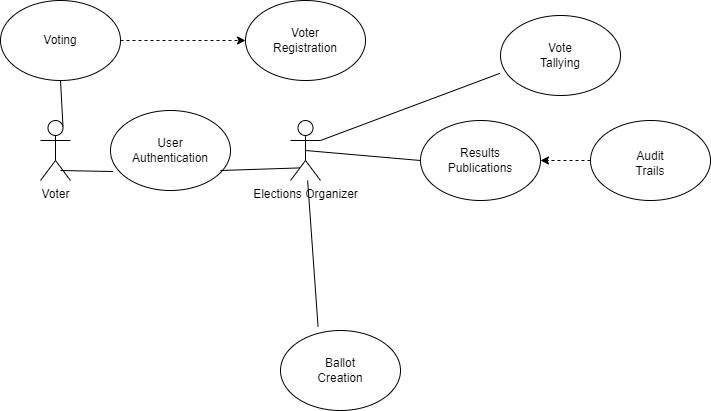 Voting
Voter
Registration
Vote
Tallying
User
Authentication
Results
Publications
Audit
Trails
Voter
Elections Organizer
Ballot
Creation